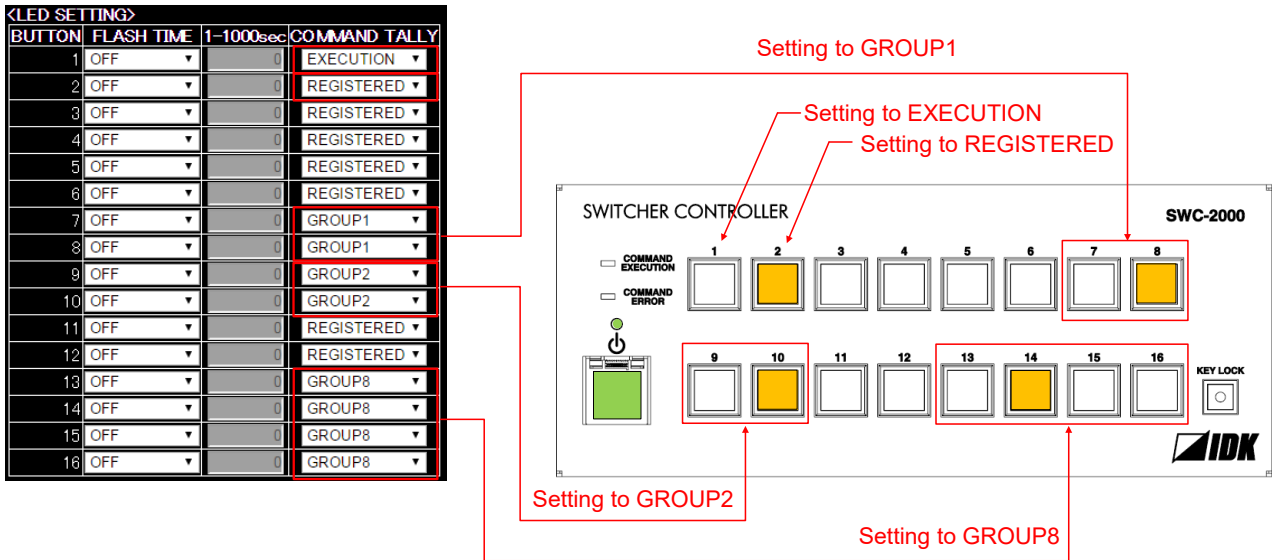 <LED SETTING>
BUTTON FLASH TIME 1-1000sec COMMAND TALLY
1 OFF 0 EXECUTION
2 OFF 0 REGISTERED
3 OFF 0 REGISTERED
4 OFF 0 REGISTERED
5 OFF 0 REGISTERED
6 OFF 0 REGISTERED
7 OFF 0 GROUP1
8 OFF 0 GROUP1
9 OFF 0 GROUP2
10 OFF 0 GROUP2
11 OFF 0 REGISTERED
12 OFF 0 REGISTERED
13 OFF 0 GROUP8
14 OFF 0 GROUP8
15 OFF 0 GROUP8
16 OFF 0 GROUP8
Setting to GROUP1
Setting to EXECUTION
Setting to REGISTERED
SWITCHER CONTROLLER SWC-2000
1 2 3 4 5 6 7 8
COMMAND
EXECUTION
COMMAND
ERROR
9 10 11 12 13 14 15 16
KEY LOCK
IDK
Setting to GROUP2
Setting to GROUP8